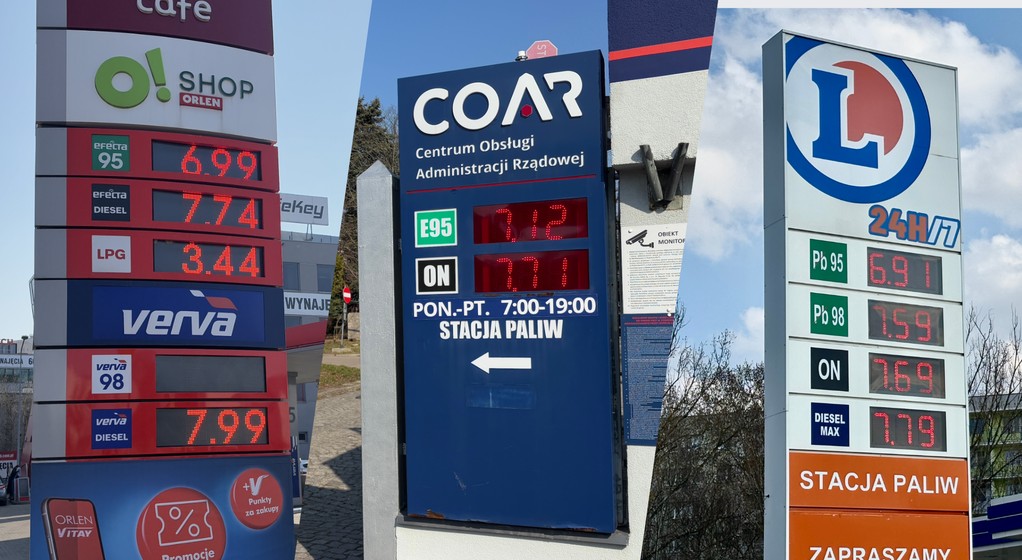 cafe
O! SHOP
ORLEN
efecta
95
6.99
efecta
DIESEL
7.74
LPG
3.44
verva
verva
98
verva
DIESEL
7.99
ORLEN
VITAY
Promocje
+V
Punkty
za zakupy
WYNAJE
STO
COAR
Centrum Obsługi
Administracji Rządowej
E95
7.12
ON
7.71
PON.-PT. 7:00-19:00
STACJA PALIW
OBIEKT
MONITOR
L
24H/7
Pb 95
6.91
Pb 98
7.59
ON
7.69
DIESEL
MAX
7.79
STACJA PALIW
ZAPRASZAMY